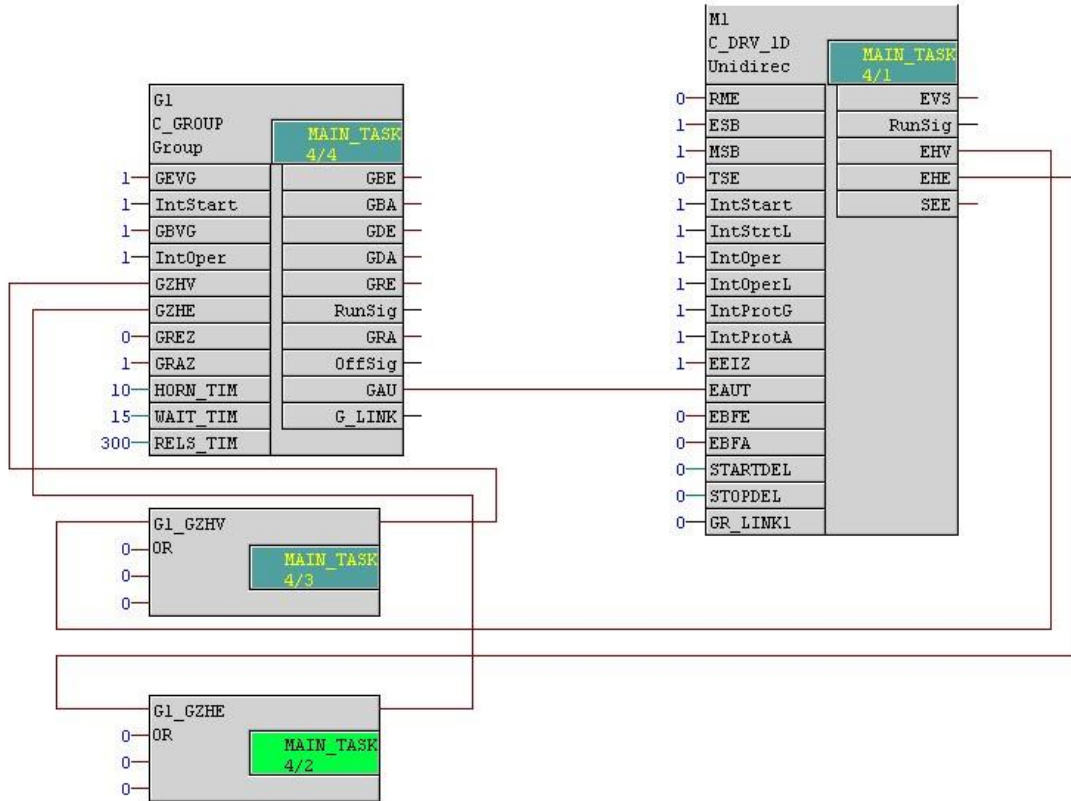 G1
C_GROUP
Group
MAIN_TASK
4/4
1 GEVG GBE
1 IntStart GBA
1 GBVG GDE
1 IntOper GDA
GZHV GRE
GZHE RunSig
0 GREZ GRA
1 GRAZ OffSig
10 HORN_TIM GAU
15 WAIT_TIM G_LINK
300 RELS_TIM
M1
C_DRV_1D
Unidirec
MAIN_TASK
4/1
0 RME EVS
1 ESB RunSig
1 MSB EHV
0 TSE EHE
1 IntStart SEE
1 IntStrtL
1 IntOper
1 IntOperL
1 IntProtG
1 IntProtA
1 EEIZ
EAUT
0 EBFE
0 EBFA
0 STARTDEL
0 STOPDEL
0 GR_LINK1
G1_GZHV
0 OR
MAIN_TASK
0
4/3
0
G1_GZHE
0 OR
MAIN_TASK
0
4/2
0